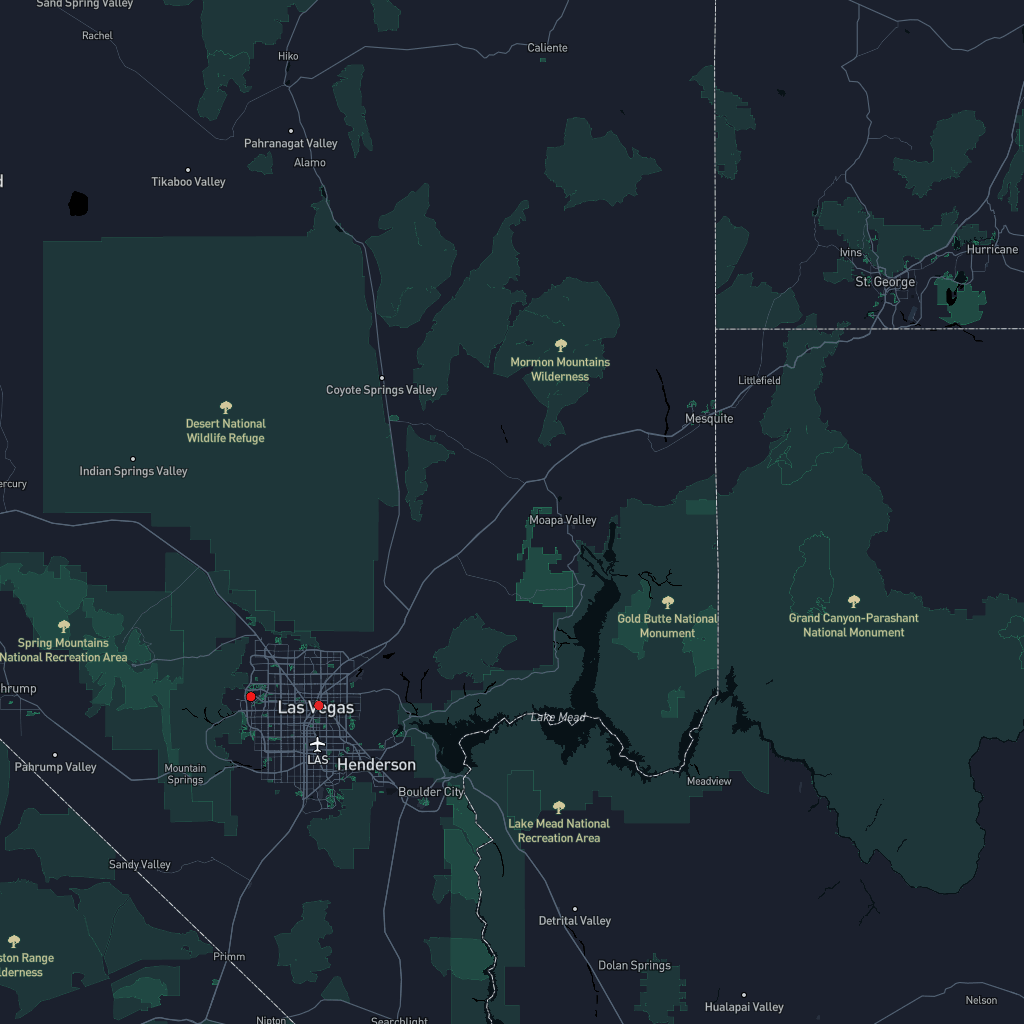 Sand Spring Valley
Rachel
Caliente
Hiko
Pahranagat Valley
Alamo
Tikaboo Valley
d
Ivins
Hurricane
St. George
Mormon Mountains
Wilderness
Littlefield
Coyote Springs Valley
Mesquite
Desert National
Wildlife Refuge
Indian Springs Valley
ercury
Moapa Valley
Gold Butte National
Monument
Grand Canyon-Parashant
National Monument
Spring Mountains
National Recreation Area
hrump
Las Vegas
Lake Mead
LAS
Henderson
Pahrump Valley
Mountain
Springs
Boulder City
Meadview
Lake Mead National
Recreation Area
Sandy Valley
Detrital Valley
Primm
ston Range
lderness
Dolan Springs
Hualapai Valley
Nelson
Nipton
Searchlight